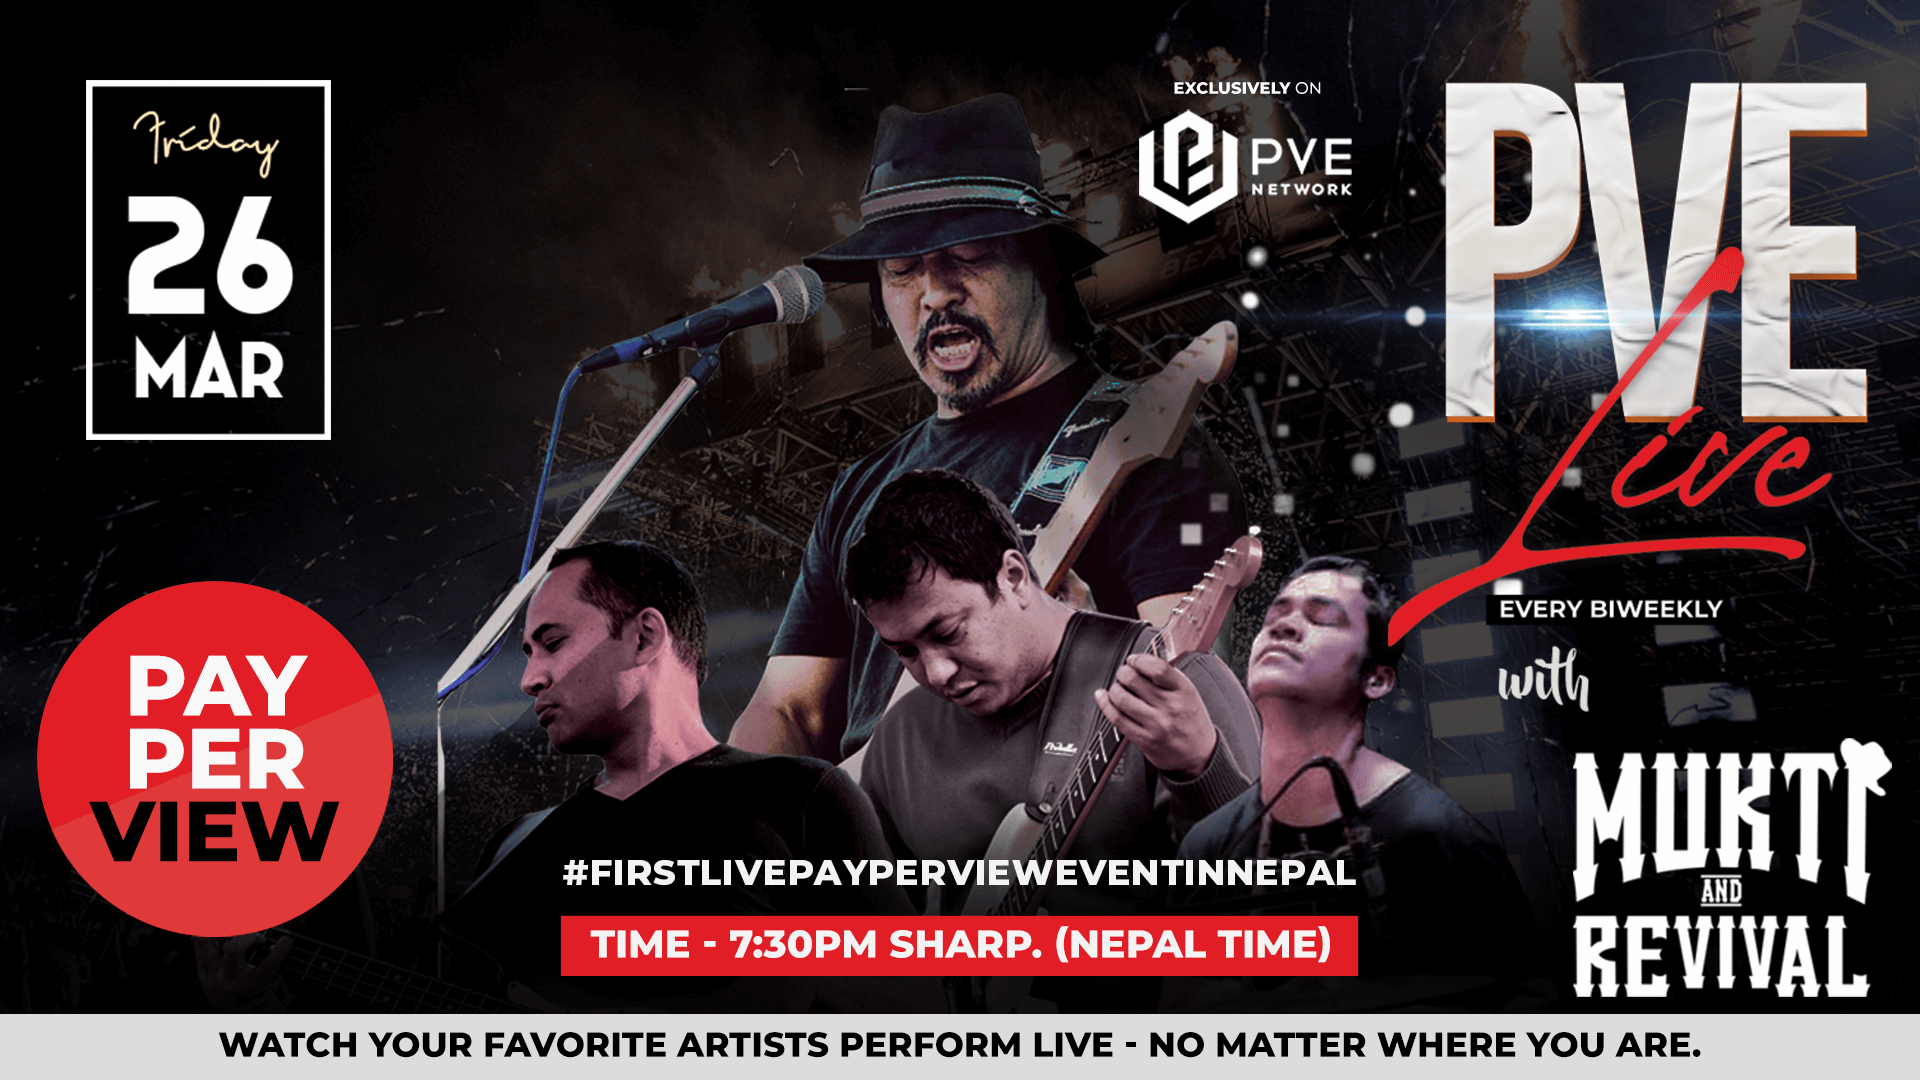 Friday
26
MAR
PAY
PER
VIEW
EXCLUSIVELY ON
PVE
NETWORK
PVE
Live
EVERY BIWEEKLY
with
MUKTI
AND
REVIVAL
#FIRSTLIVEPAYPERVIEWEVENTINNEPAL
TIME - 7:30PM SHARP. (NEPAL TIME)
WATCH YOUR FAVORITE ARTISTS PERFORM LIVE - NO MATTER WHERE YOU ARE.